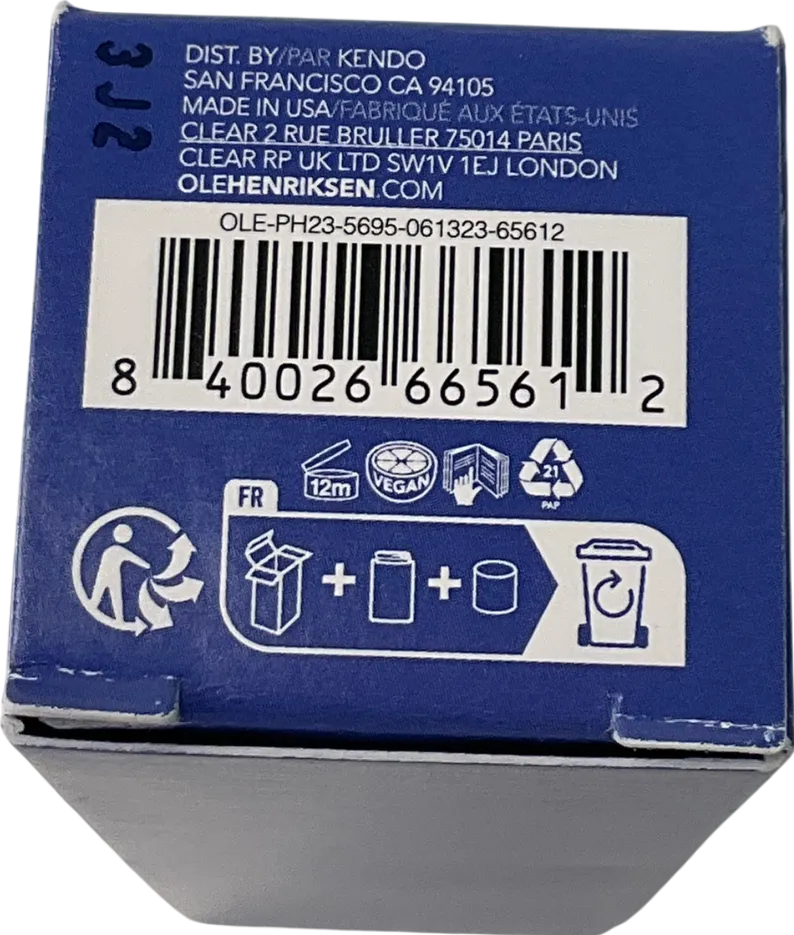 3 J 2
DIST. BY/PAR KENDO
SAN FRANCISCO CA 94105
MADE IN USA/FABRIQUÉ AUX ÉTATS-UNIS
CLEAR 2 RUE BRULLER 75014 PARIS
CLEAR RP UK LTD SW1V 1EJ LONDON
OLEHENRIKSEN.COM
OLE-PH23-5695-061323-65612
8 40026 66561 2
12m
VEGAN
21
PAP
FR